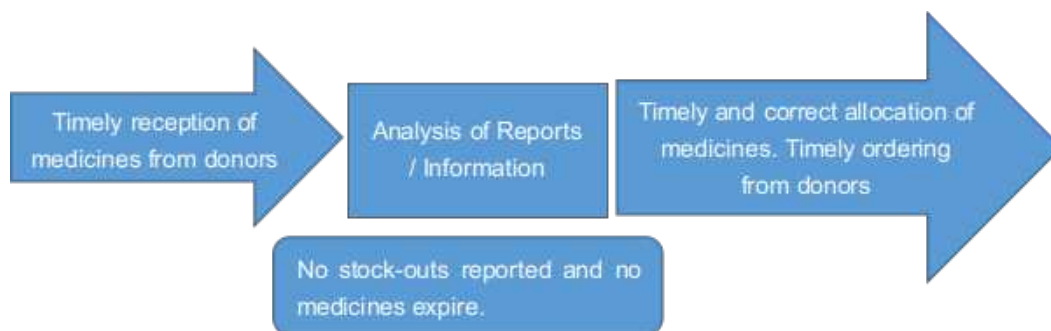 Timely reception of
medicines from donors
Analysis of Reports
/ Information
Timely and correct allocation of
medicines. Timely ordering
from donors
No stock-outs reported and no
medicines expire.